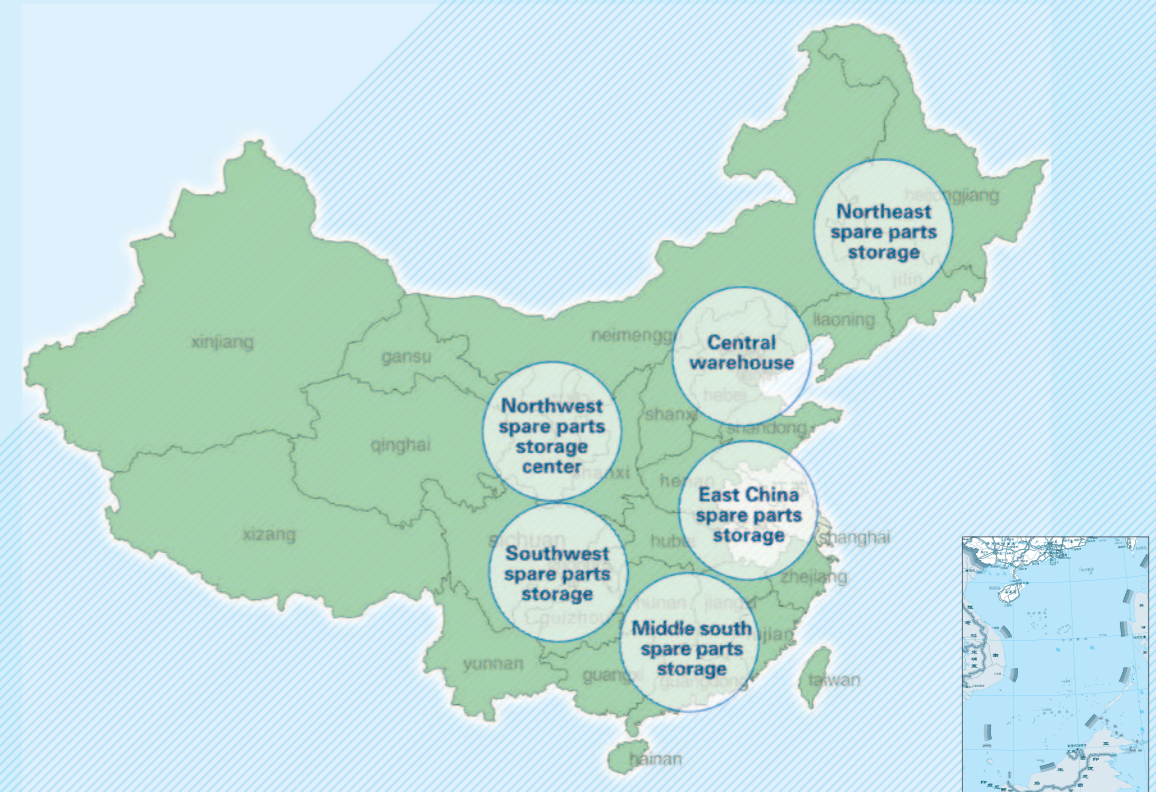 heilongjiang
Northeast
spare parts
storage
jilin
liaoning
neimenggu
Central
warehouse
hebei
xinjiang
gansu
Northwest
spare parts
storage
center
shanxi
shandong
qinghai
shanxi
henan
East China
spare parts
storage
xizang
sichuan
hubei
shanghai
Southwest
spare parts
storage
zhejiang
hunan
jiangxi
guizhou
Middle south
spare parts
storage
fujian
yunnan
guangxi
guangdong
taiwan
hainan